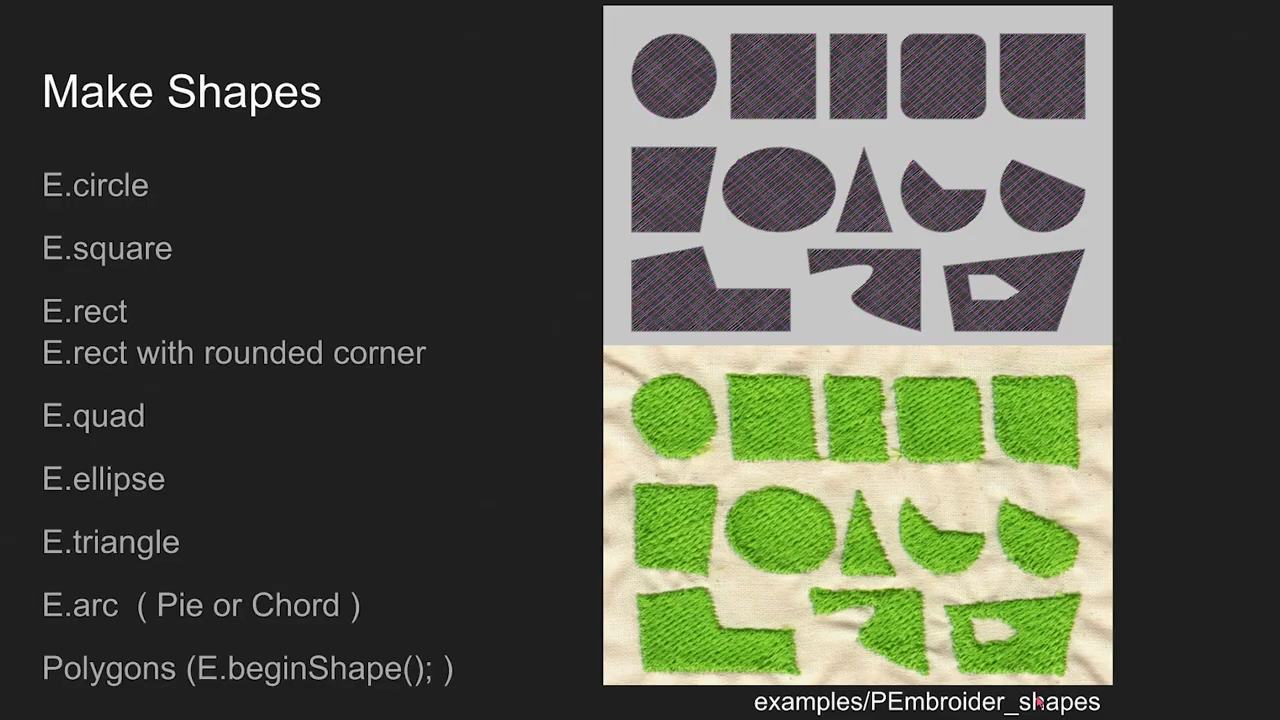 Make Shapes
E.circle
E.square
E.rect
E.rect with rounded corner
E.quad
E.ellipse
E.triangle
E.arc  ( Pie or Chord )
Polygons (E.beginShape(); )
examples/PEmbroider_shapes